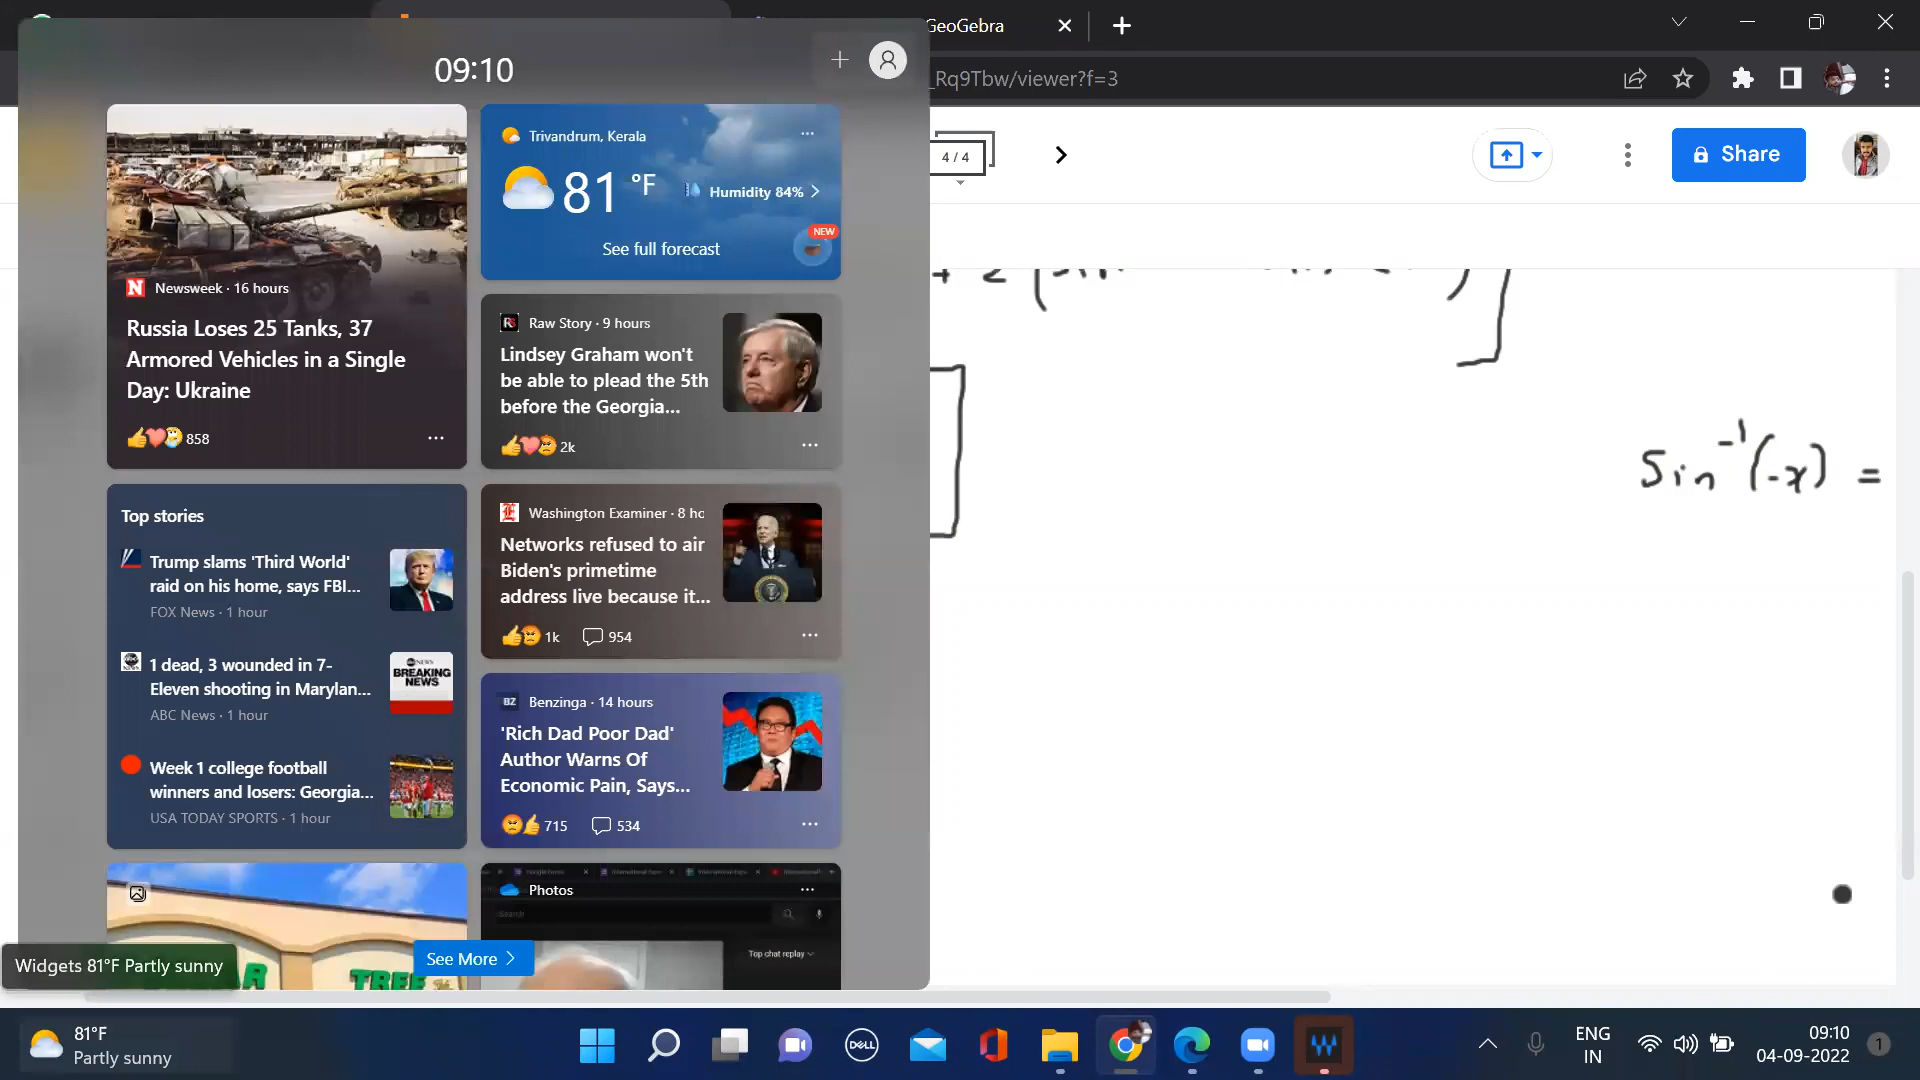 GeoGebra
09:10
_Rq9Tbw/viewer?f=3
Trivandrum, Kerala
81 °F
Humidity 84%
See full forecast
NEW
4 / 4
Share
Newsweek · 16 hours
Russia Loses 25 Tanks, 37
Armored Vehicles in a Single
Day: Ukraine
858
Raw Story · 9 hours
Lindsey Graham won't
be able to plead the 5th
before the Georgia...
2k
Top stories
Trump slams 'Third World'
raid on his home, says FBI...
FOX News · 1 hour
1 dead, 3 wounded in 7-
Eleven shooting in Marylan...
ABC News · 1 hour
BREAKING
NEWS
Week 1 college football
winners and losers: Georgia...
USA TODAY SPORTS · 1 hour
Washington Examiner · 8 hc
Networks refused to air
Biden's primetime
address live because it...
1k
954
Benzinga · 14 hours
'Rich Dad Poor Dad'
Author Warns Of
Economic Pain, Says...
715
534
Photos
Search
Top chat replay
See More
TREE
Widgets 81°F Partly sunny
Sin⁻¹(-x) =
81°F
Partly sunny
DELL
ENG
IN
09:10
04-09-2022
1